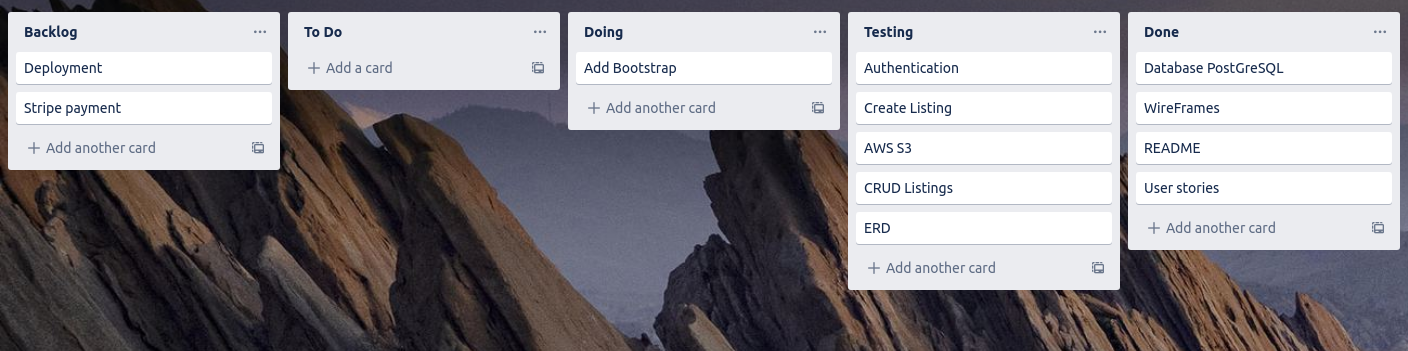 Backlog
Deployment
Stripe payment
Add another card
To Do
Add a card
Doing
Add Bootstrap
Add another card
Testing
Authentication
Create Listing
AWS S3
CRUD Listings
ERD
Add another card
Done
Database PostGreSQL
WireFrames
README
User stories
Add another card